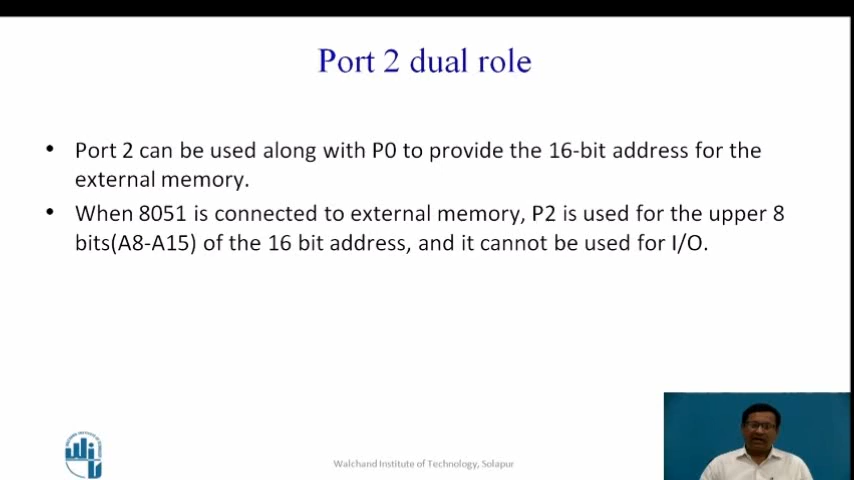 Port 2 dual role
• Port 2 can be used along with P0 to provide the 16-bit address for the
external memory.
• When 8051 is connected to external memory, P2 is used for the upper 8
bits(A8-A15) of the 16 bit address, and it cannot be used for I/O.
Walchand Institute of Technology, Solapur